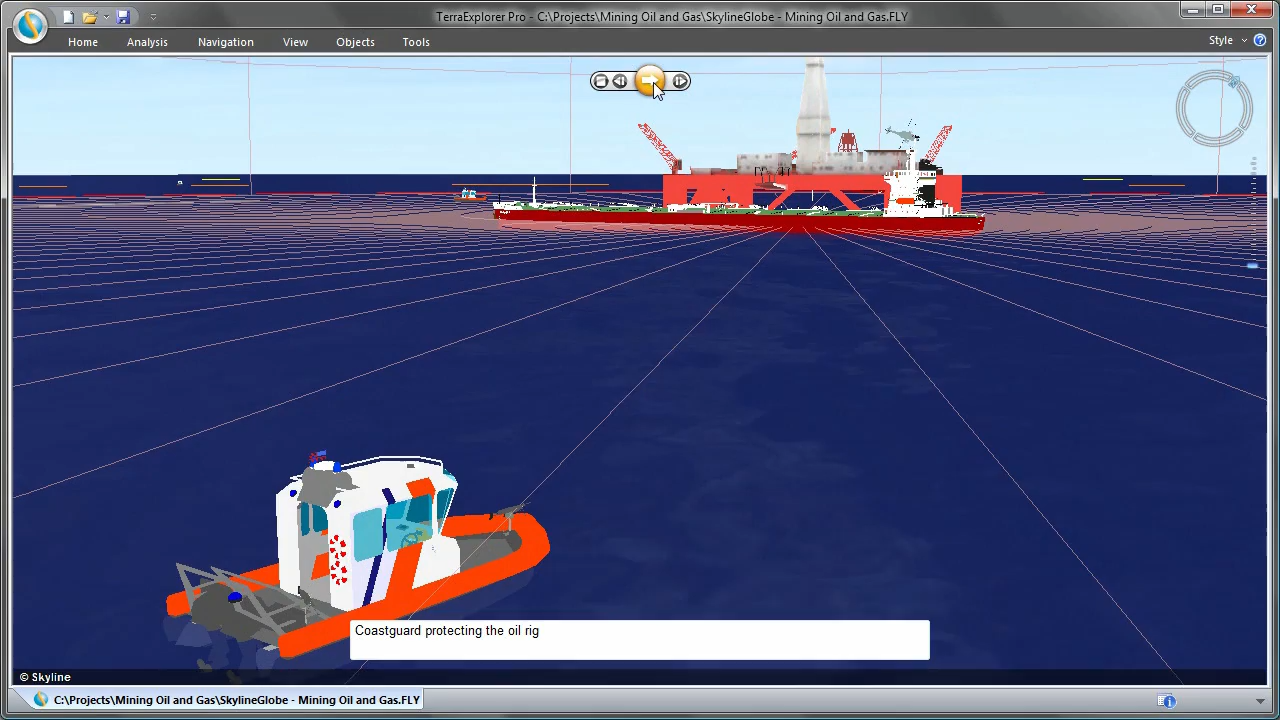 TerraExplorer Pro - C:\Projects\Mining Oil and Gas\SkylineGlobe - Mining Oil and Gas.FLY
Home Analysis Navigation View Objects Tools Style
Coastguard protecting the oil rig
© Skyline
C:\Projects\Mining Oil and Gas\SkylineGlobe - Mining Oil and Gas.FLY